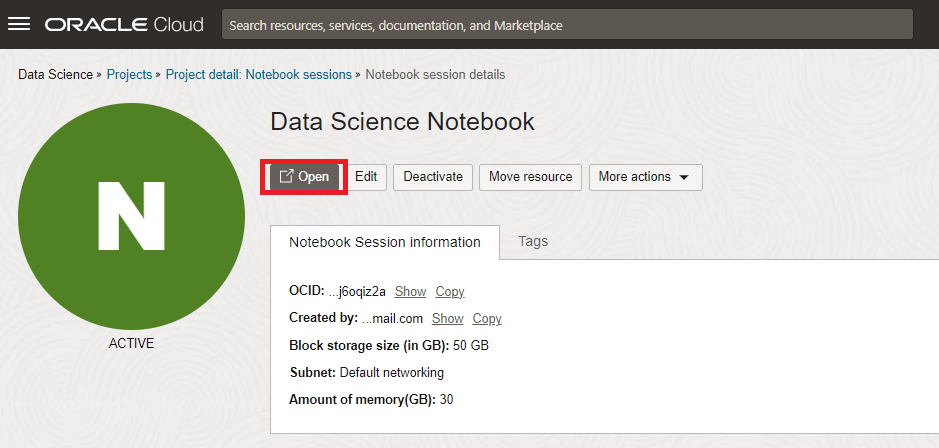 ORACLE Cloud
Search resources, services, documentation, and Marketplace
Data Science » Projects » Project detail: Notebook sessions » Notebook session details
N
ACTIVE
Data Science Notebook
Open Edit Deactivate Move resource More actions
Notebook Session information Tags
OCID: ...j6oqiz2a Show Copy
Created by: ...mail.com Show Copy
Block storage size (in GB): 50 GB
Subnet: Default networking
Amount of memory(GB): 30